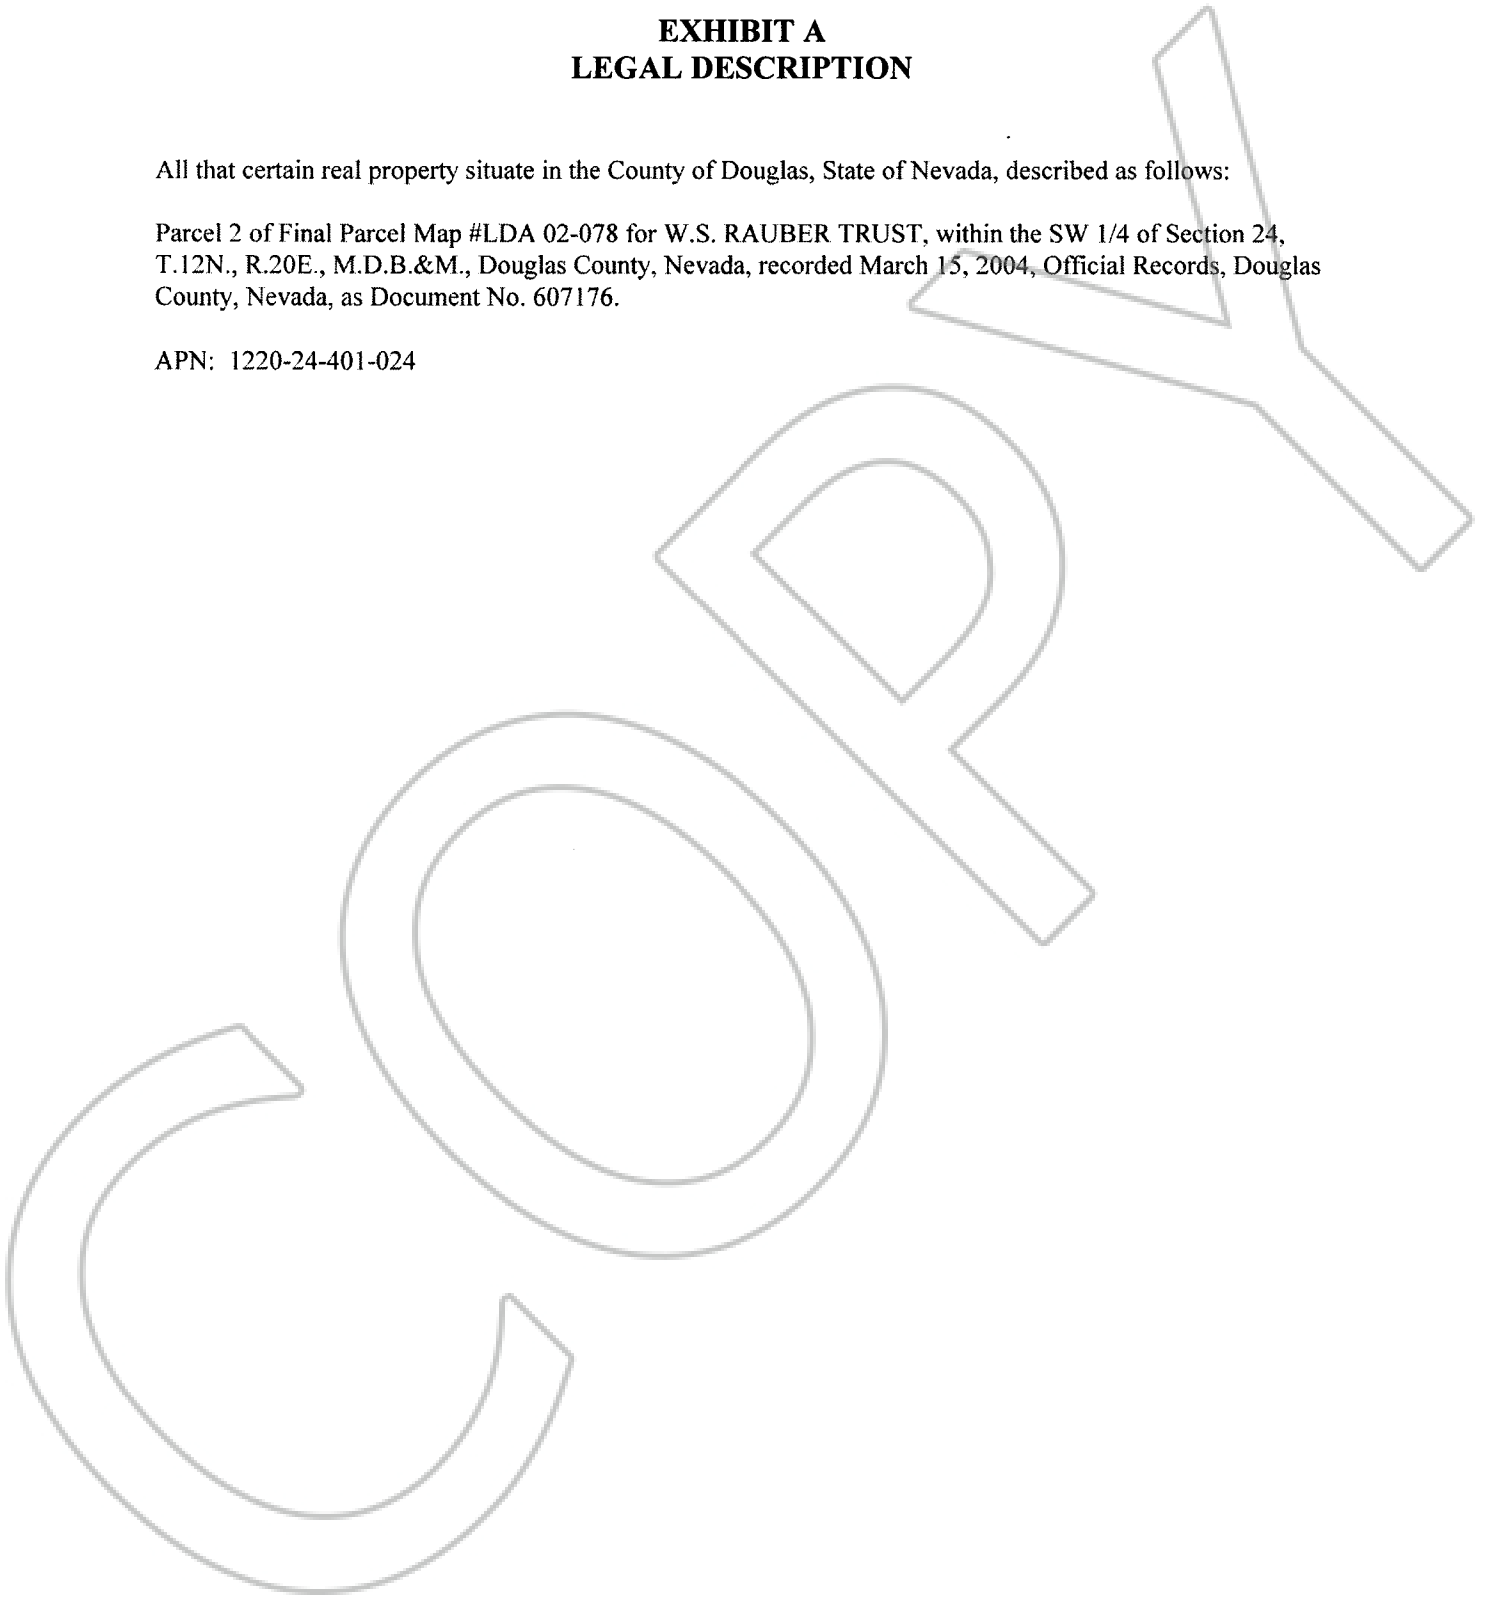 EXHIBIT A
LEGAL DESCRIPTION
All that certain real property situate in the County of Douglas, State of Nevada, described as follows:
Parcel 2 of Final Parcel Map #LDA 02-078 for W.S. RAUBER TRUST, within the SW 1/4 of Section 24,
T.12N., R.20E., M.D.B.&M., Douglas County, Nevada, recorded March 15, 2004, Official Records, Douglas
County, Nevada, as Document No. 607176.
APN: 1220-24-401-024
COPY